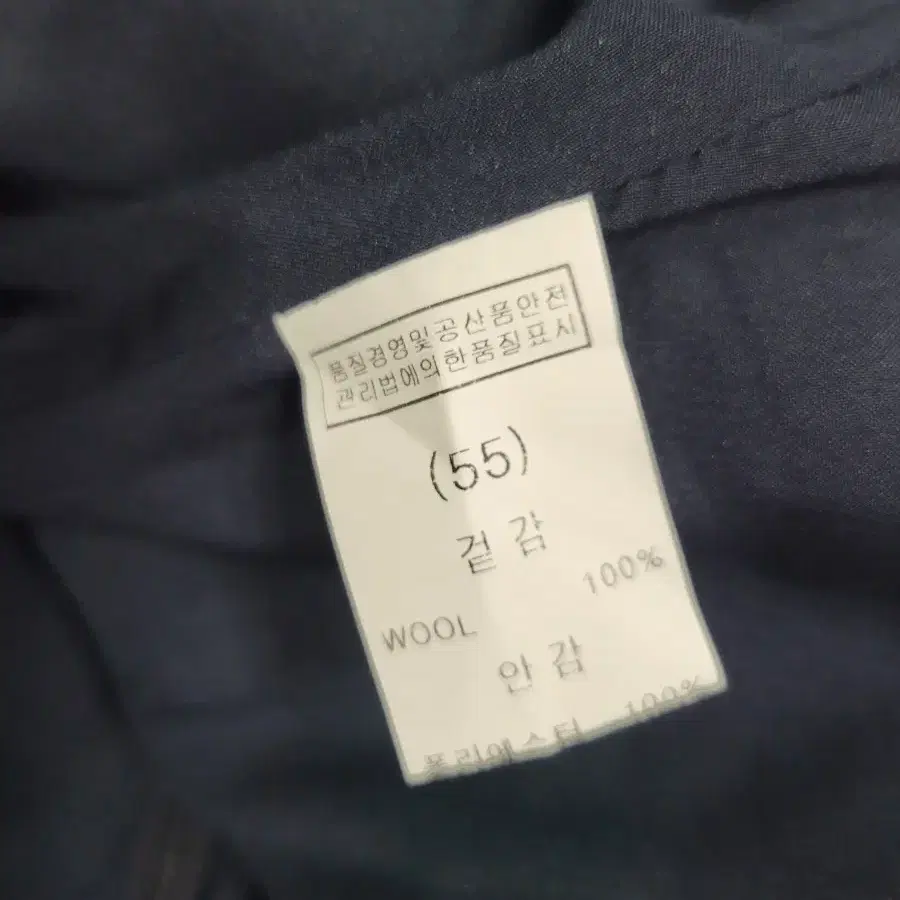 품질경영및공산품안전
관리법에의한품질표시
(55)
겉감
WOOL 100%
안감
폴리에스터 100%